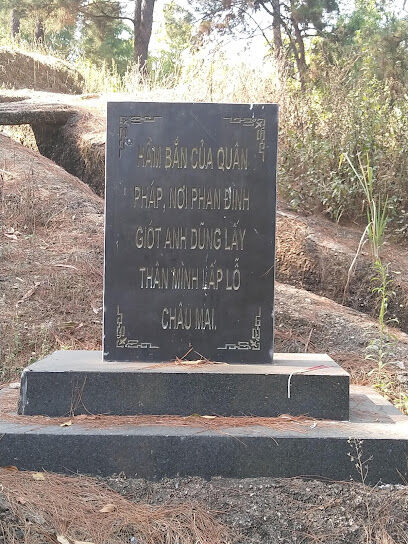 HẦM BẮN CỦA QUÂN
PHÁP, NƠI PHAN ĐÌNH
GIÓT ANH DŨNG LẤY
THÂN MÌNH LẤP LỖ
CHÂU MAI.